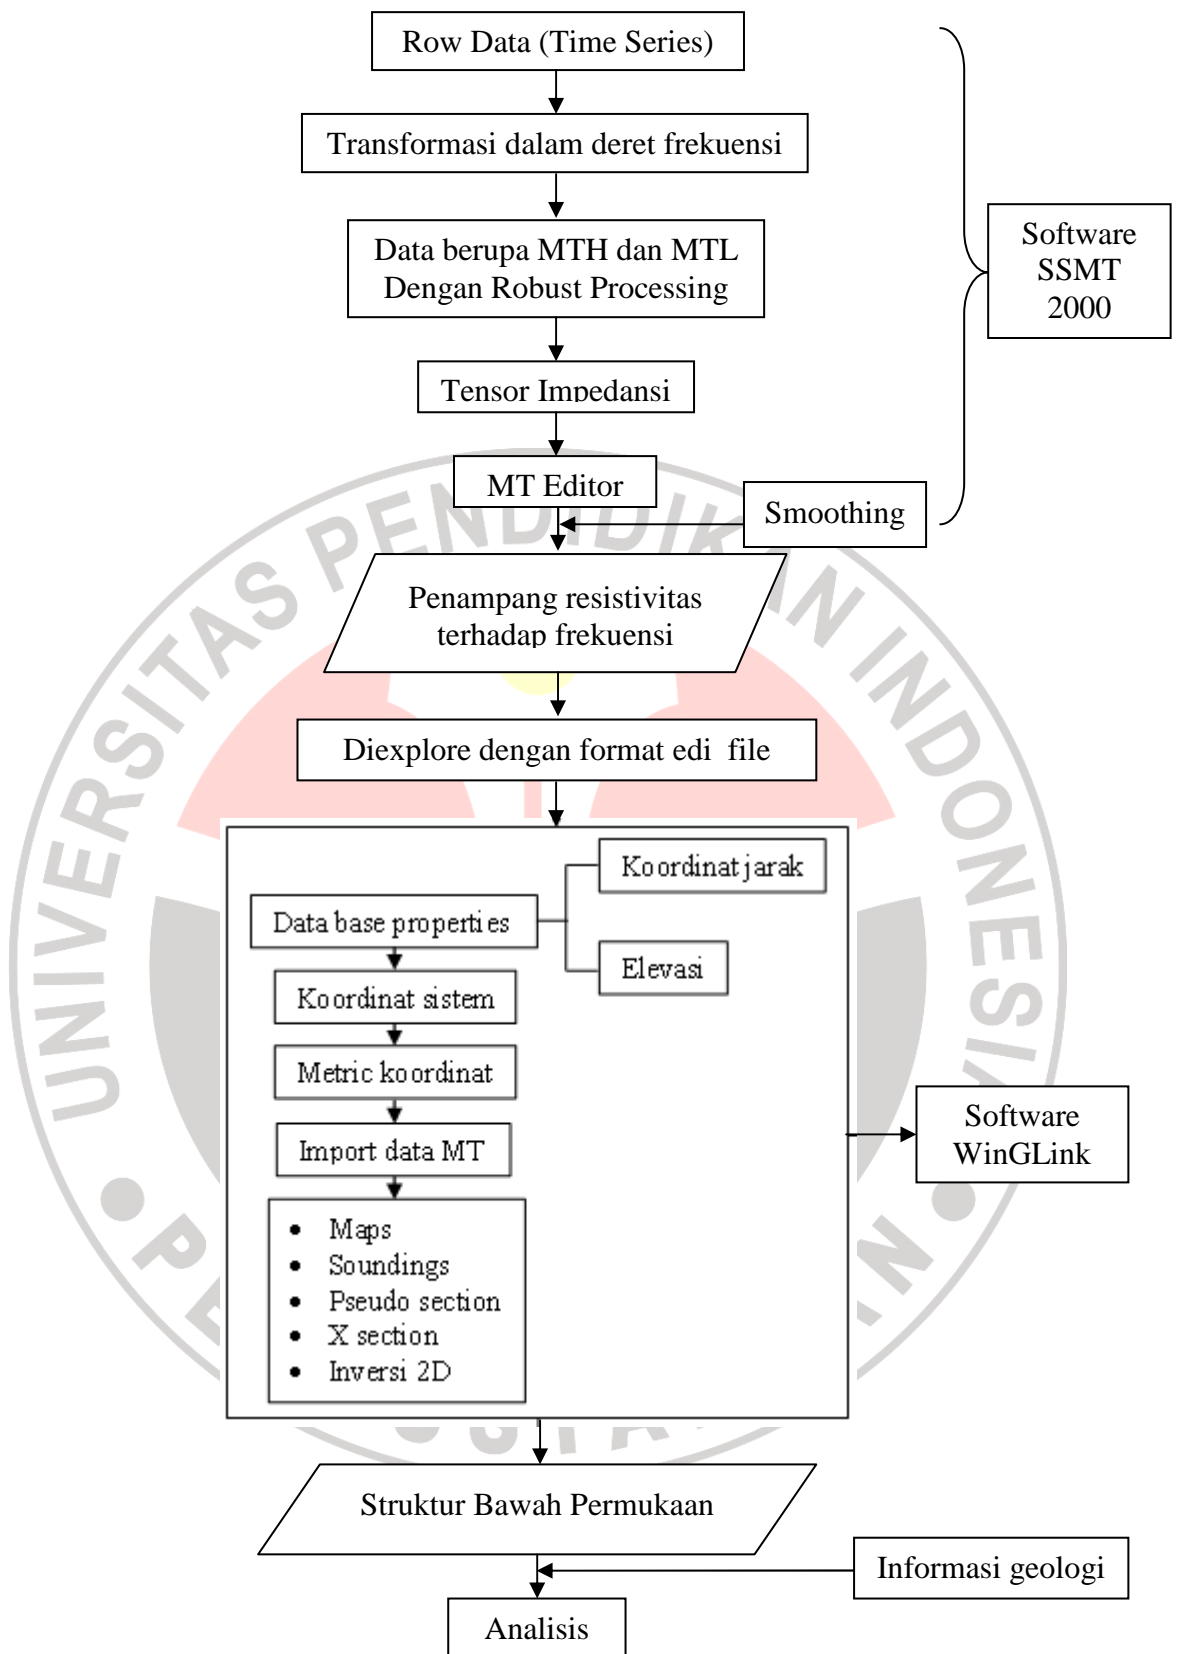 Row Data (Time Series)
Transformasi dalam deret frekuensi
Data berupa MTH dan MTL
Dengan Robust Processing
Software
SSMT
2000
Tensor Impedansi
MT Editor
Smoothing
Penampang resistivitas
terhadap frekuensi
Diexplore dengan format edi file
Koordinat jarak
Data base properties
Elevasi
Koordinat sistem
Metric koordinat
Import data MT
Software
WinGLink
• Maps
• Soundings
• Pseudo section
• X section
• Inversi 2D
Struktur Bawah Permukaan
Informasi geologi
Analisis
UNIVERSITAS PENDIDIKAN INDONESIA